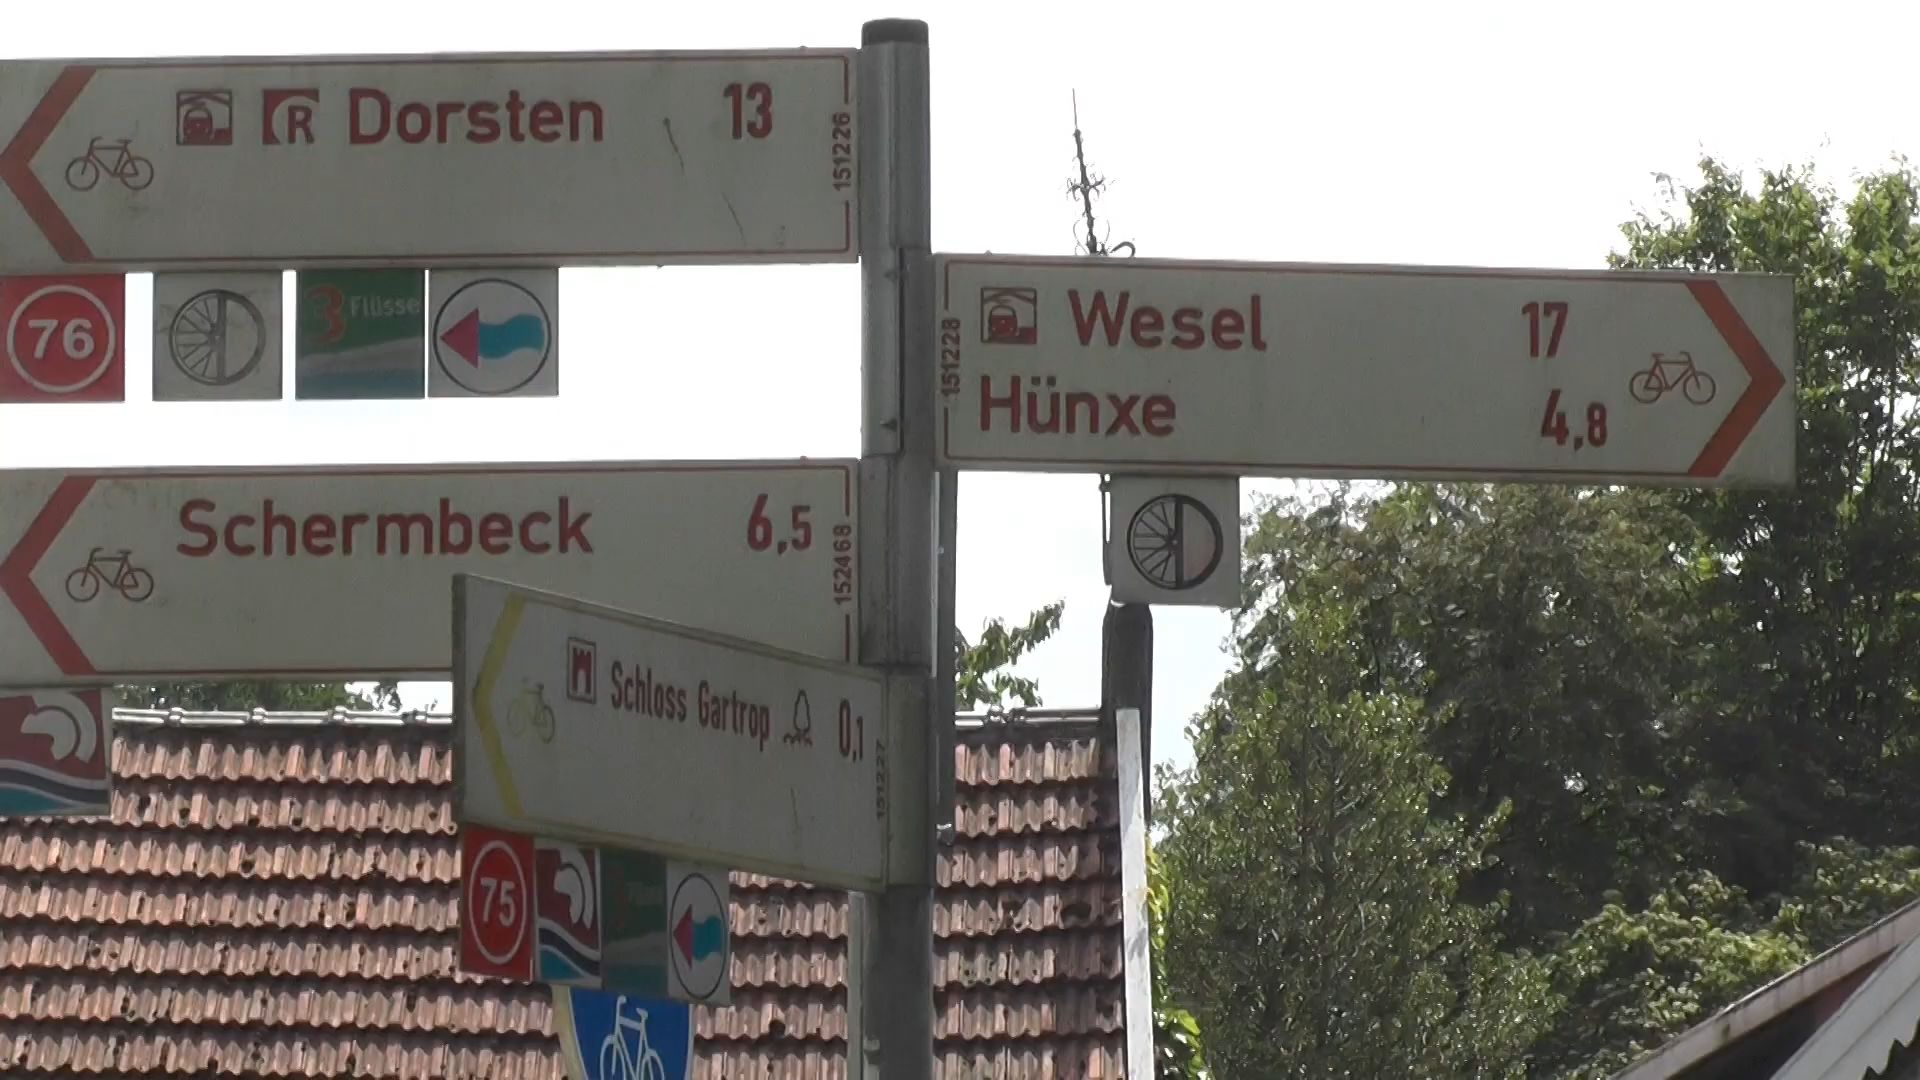 R Dorsten 13
151226
76
3 Flüsse
Wesel 17
Hünxe 4,8
151228
Schermbeck 6,5
152468
Schloss Gartrop 0,1
151227
75